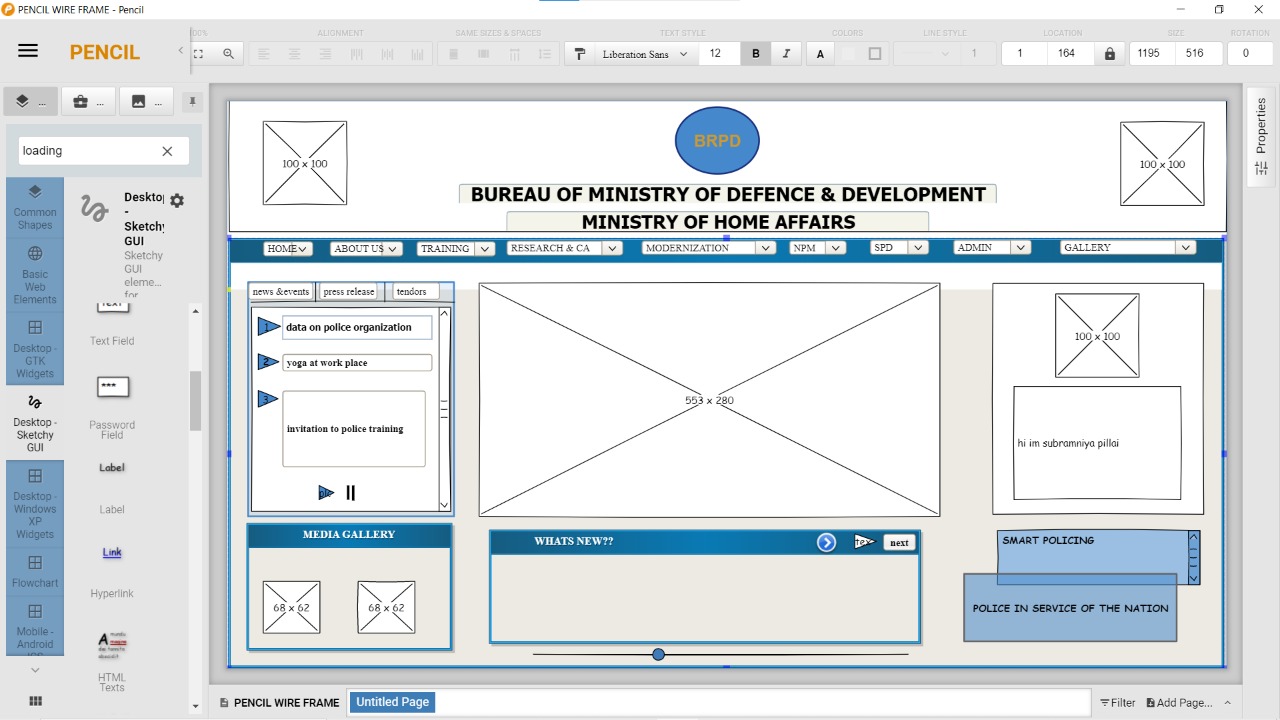 PENCIL WIRE FRAME - Pencil
PENCIL
00%
ALIGNMENT
SAME SIZES & SPACES
TEXT STYLE
COLORS
LINE STYLE
LOCATION
SIZE
ROTATION
Liberation Sans
12
B
I
A
1
1
164
1195
516
0
...
...
...
loading
Common
Shapes
Basic
Web
Elements
Desktop -
GTK
Widgets
Desktop -
Sketchy
GUI
Desktop -
Windows
XP
Widgets
Flowchart
Mobile -
Android
Desktop
-
Sketchy
GUI
Sketchy
GUI
eleme...
for
Text Field
***
Password
Field
Label
Label
Link
Hyperlink
HTML
Texts
100 x 100
BRPD
100 x 100
BUREAU OF MINISTRY OF DEFENCE & DEVELOPMENT
MINISTRY OF HOME AFFAIRS
HOME
ABOUT US
TRAINING
RESEARCH & CA
MODERNIZATION
NPM
SPD
ADMIN
GALLERY
news &events
press release
tendors
1
data on police organization
2
yoga at work place
3
invitation to police training
553 x 280
100 x 100
hi im subramniya pillai
MEDIA GALLERY
68 x 62
68 x 62
WHATS NEW??
next
SMART POLICING
POLICE IN SERVICE OF THE NATION
Properties
PENCIL WIRE FRAME
Untitled Page
Filter
Add Page...